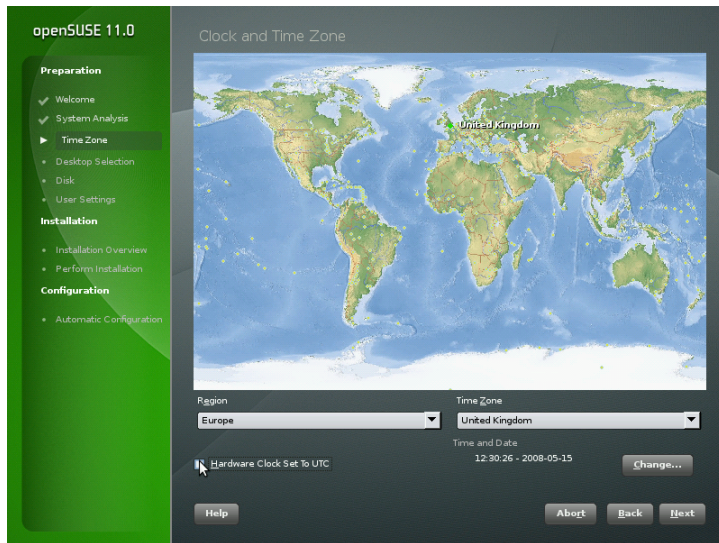 openSUSE 11.0
Clock and Time Zone
Preparation
Welcome
System Analysis
Time Zone
Desktop Selection
Disk
User Settings
Installation
Installation Overview
Perform Installation
Configuration
Automatic Configuration
United Kingdom
Region
Time Zone
Europe
United Kingdom
Time and Date
Hardware Clock Set To UTC
12:30:26 - 2008-05-15
Change...
Help
Abort
Back
Next